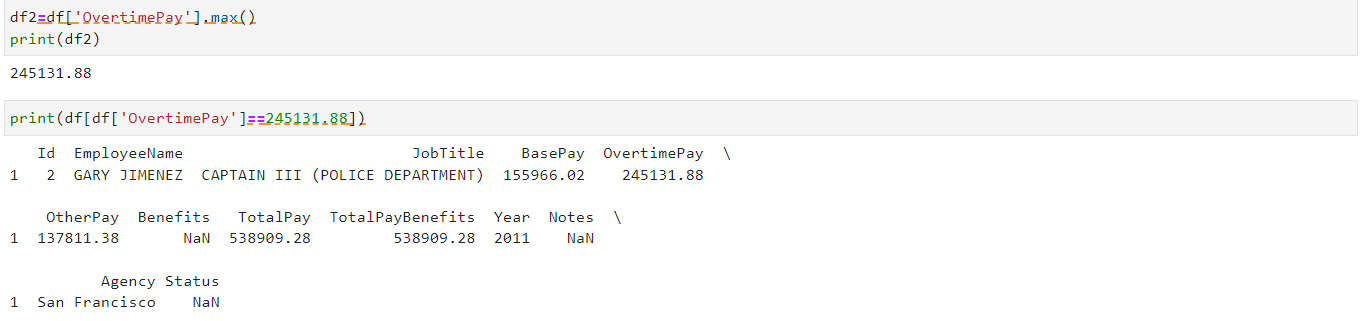 df2=df['OvertimePay'].max()
print(df2)
245131.88
print(df[df['OvertimePay']==245131.88])
   Id  EmployeeName                         JobTitle    BasePay  OvertimePay  \
1   2  GARY JIMENEZ  CAPTAIN III (POLICE DEPARTMENT)  155966.02    245131.88
    OtherPay  Benefits   TotalPay  TotalPayBenefits  Year  Notes  \
1  137811.38       NaN  538909.28         538909.28  2011    NaN
          Agency Status
1  San Francisco    NaN